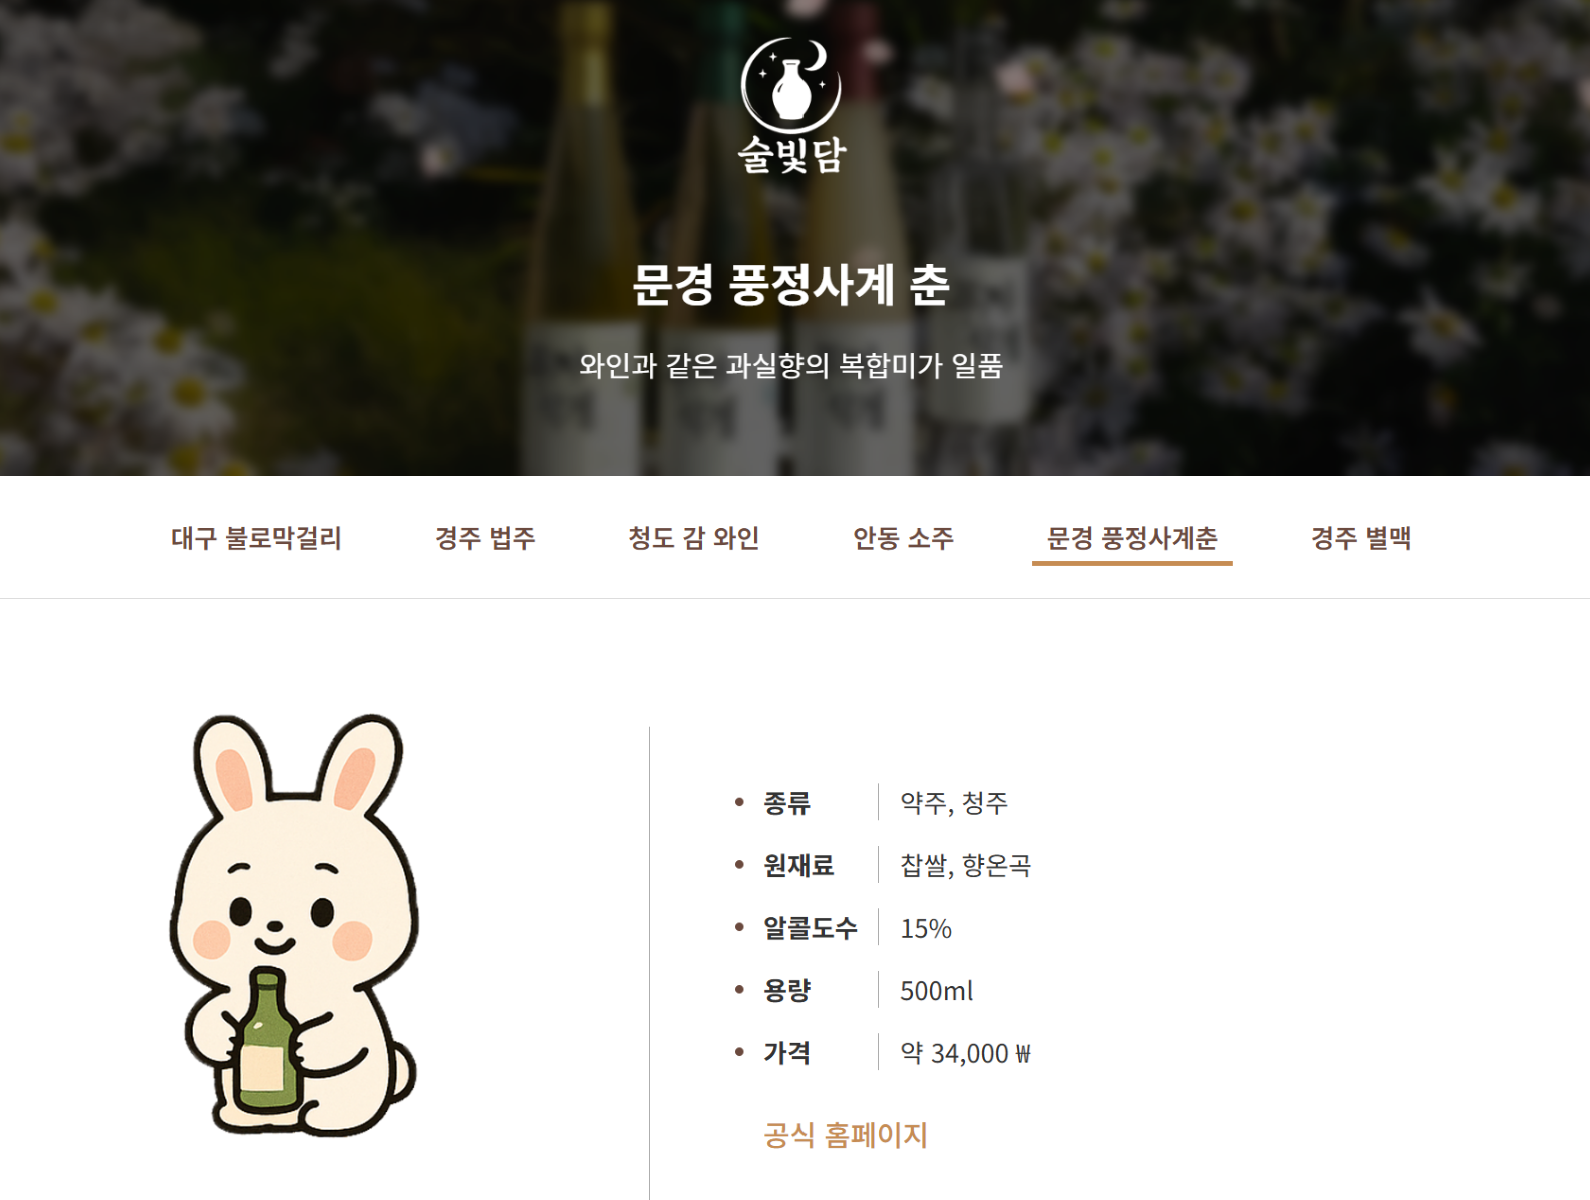 술빛담
문경 풍정사계 춘
와인과 같은 과실향의 복합미가 일품
대구 불로막걸리
경주 법주
청도 감 와인
안동 소주
문경 풍정사계춘
경주 별맥
종류 약주, 청주
원재료 찹쌀, 향온곡
알콜도수 15%
용량 500ml
가격 약 34,000 ₩
공식 홈페이지